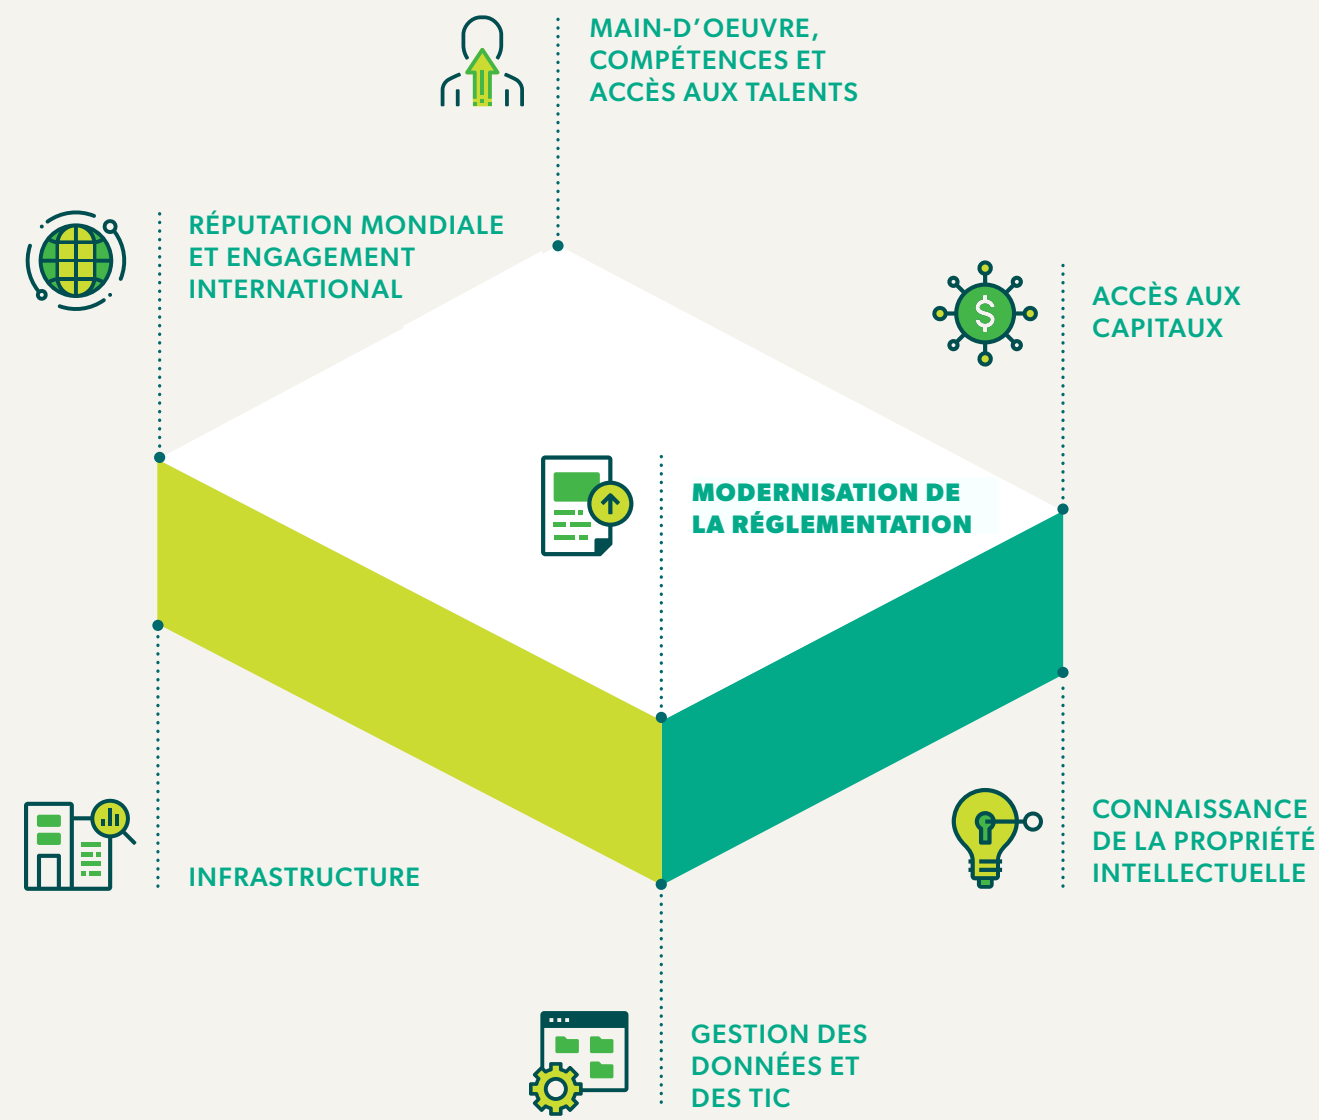 MAIN-D'OEUVRE,
COMPÉTENCES ET
ACCÈS AUX TALENTS
RÉPUTATION MONDIALE
ET ENGAGEMENT
INTERNATIONAL
ACCÈS AUX
CAPITAUX
$
MODERNISATION DE
LA RÉGLEMENTATION
INFRASTRUCTURE
CONNAISSANCE
DE LA PROPRIÉTÉ
INTELLECTUELLE
GESTION DES
DONNÉES ET
DES TIC